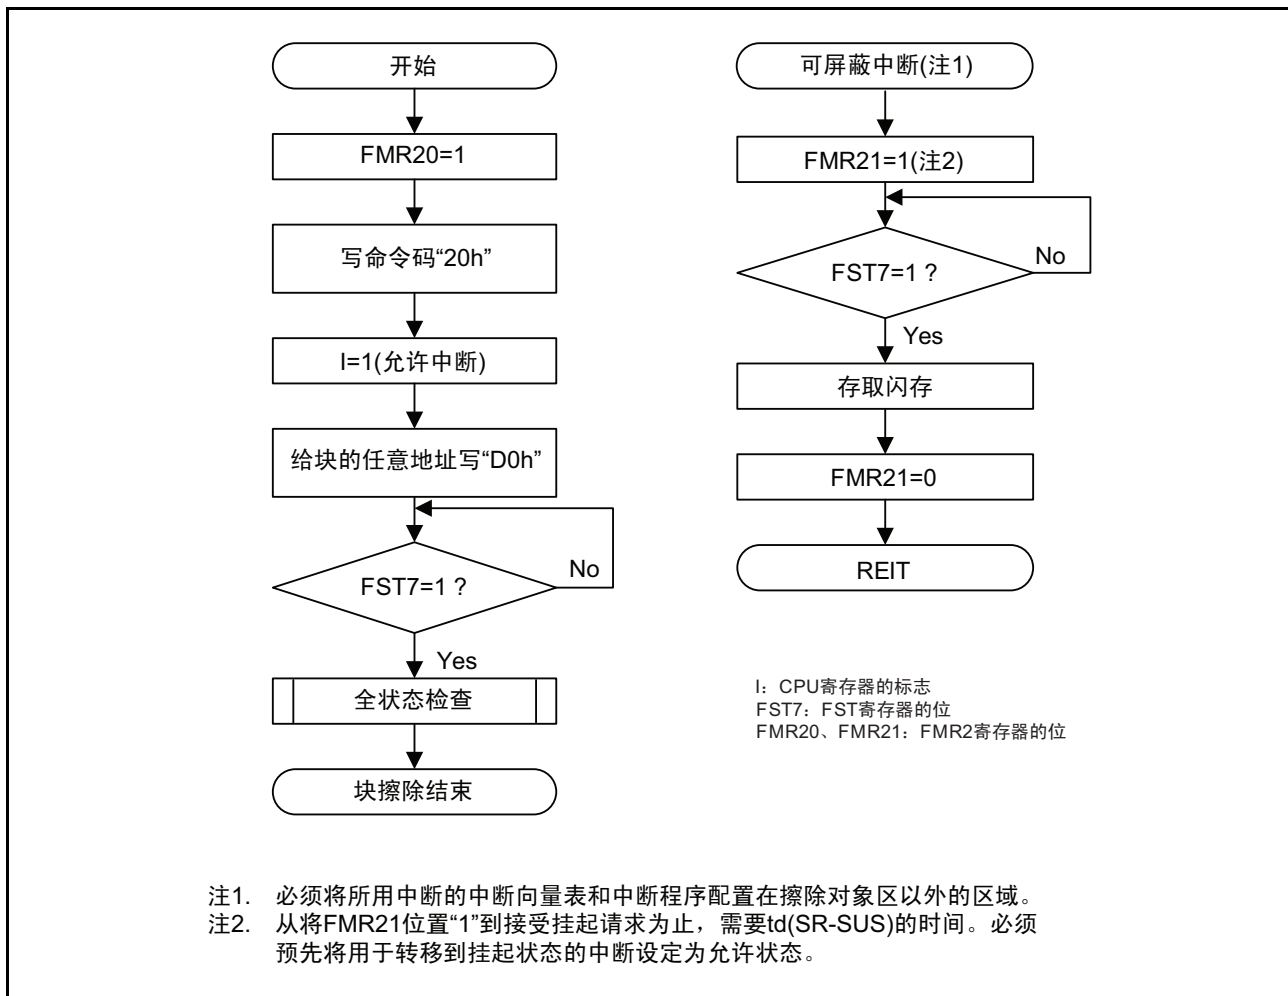 开始
FMR20=1
写命令码“20h”
I=1(允许中断)
给块的任意地址写“D0h”
FST7=1 ?
No
Yes
全状态检查
块擦除结束
可屏蔽中断(注1)
FMR21=1(注2)
FST7=1 ?
No
Yes
存取闪存
FMR21=0
REIT
I：CPU寄存器的标志
FST7：FST寄存器的位
FMR20、FMR21：FMR2寄存器的位
注1. 必须将所用中断的中断向量表和中断程序配置在擦除对象区以外的区域。
注2. 从将FMR21位置“1”到接受挂起请求为止，需要td(SR-SUS)的时间。必须
预先将用于转移到挂起状态的中断设定为允许状态。